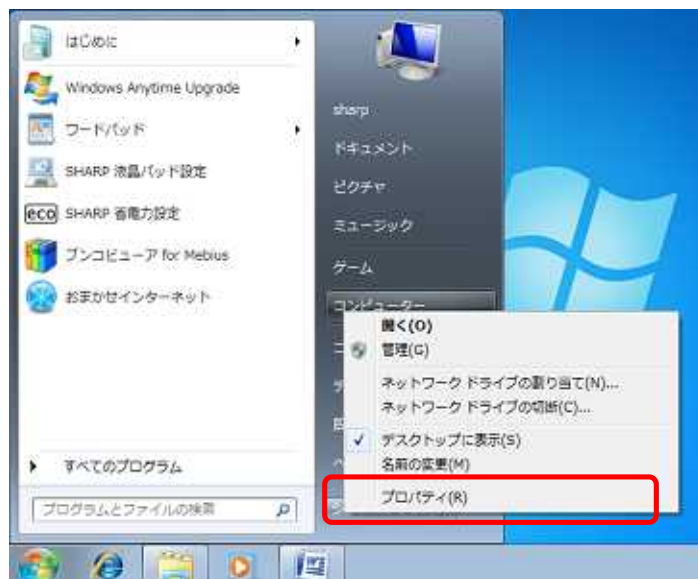 はじめに
Windows Anytime Upgrade
ワードパッド
SHARP 液晶パッド設定
eco SHARP 省電力設定
ブンコビューア for Mebius
おまかせインターネット
すべてのプログラム
プログラムとファイルの検索
sharp
ドキュメント
ピクチャ
ミュージック
ゲーム
コンピューター
開く(O)
管理(G)
ネットワーク ドライブの割り当て(N)...
ネットワーク ドライブの切断(C)...
デスクトップに表示(S)
名前の変更(M)
プロパティ(R)